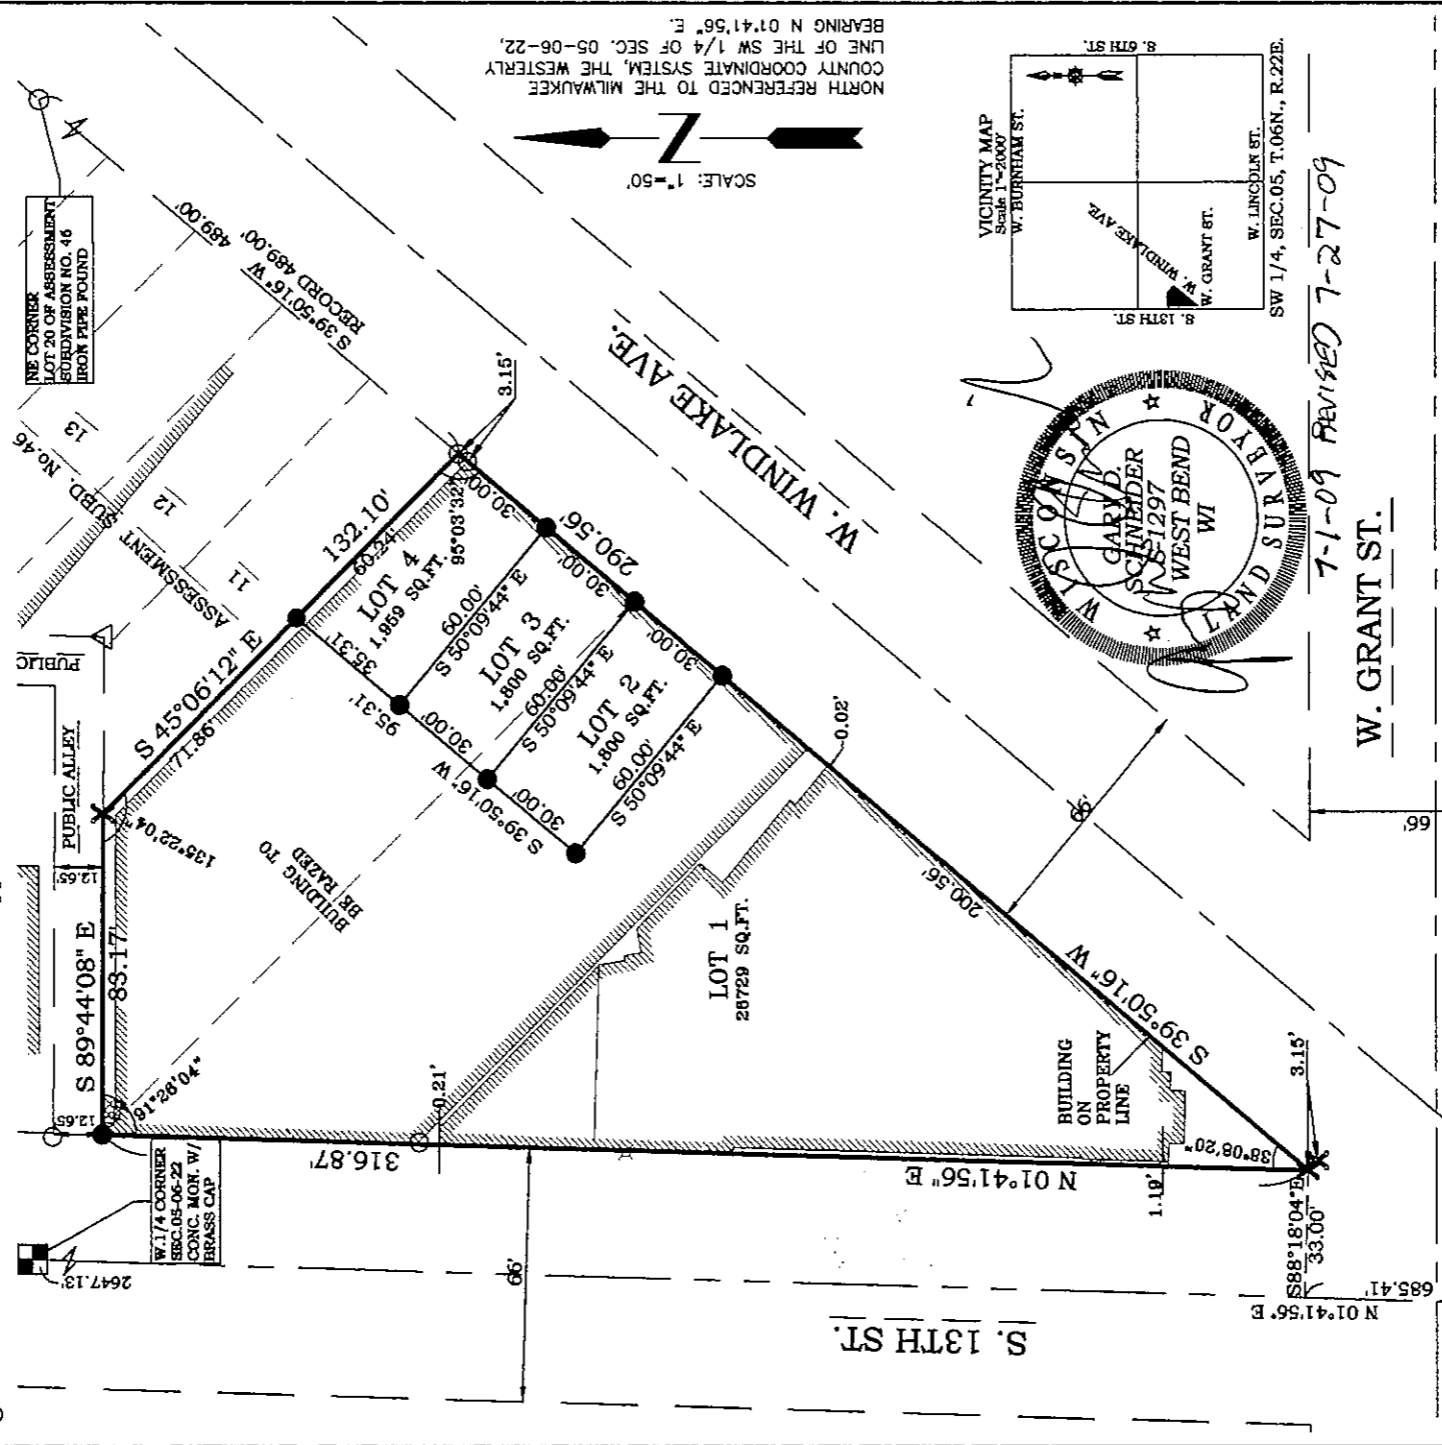 BEARING N 01°41'56" E.
LINE OF THE SW 1/4 OF SEC. 05-06-22,
COUNTY COORDINATE SYSTEM, THE WESTERLY
NORTH REFERENCED TO THE MILWAUKEE
SCALE: 1"=50'
N
VICINITY MAP
Scale 1"=2000'
W. BURNHAM ST.
S. 6TH ST.
W. LINCOLN ST.
W. WINDLAKE AVE.
W. GRANT ST.
S. 13TH ST.
SW 1/4, SEC.05, T.06N., R.22E.
7-1-09 REVISED 7-27-09
WISCONSIN
GARY D.
SCHNEIDER
S-1297
WEST BEND
WI
LAND SURVEYOR
W. GRANT ST.
66'
NE CORNER
LOT 20 OF ASSESSMENT
SUBDIVISION NO. 46
IRON PIPE FOUND
S 39°50'16" W 489.00'
RECORD 489.00'
ASSESSMENT SUBD. No.46
13
12
11
3.15'
W. WINDLAKE AVE.
66'
PUBLIC
PUBLIC ALLEY
12.65'
12.65'
S 89°44'08" E
83.17'
91°26'04"
135°22'04"
S 45°06'12" E
132.10'
71.86'
60.24'
95°03'32"
LOT 4
1,959 SQ.FT.
30.00'
35.31'
60.00'
S 50°09'44" E
LOT 3
1,800 SQ.FT.
30.00'
30.00'
60.00'
S 50°09'44" E
LOT 2
1,800 SQ.FT.
30.00'
30.00'
60.00'
S 50°09'44" E
95.31'
S 39°50'16" W
290.56'
BUILDING TO
BE RAZED
0.02'
200.56'
LOT 1
28729 SQ.FT.
S 39°50'16" W
BUILDING
ON
PROPERTY
LINE
0.21'
1.19'
38°08'20"
3.15'
316.87'
N 01°41'56" E
W.1/4 CORNER
SEC.05-06-22
CONC. MON. W/
BRASS CAP
2647.13'
66'
S. 13TH ST.
S88°18'04"E
33.00'
N 01°41'56" E
685.41'